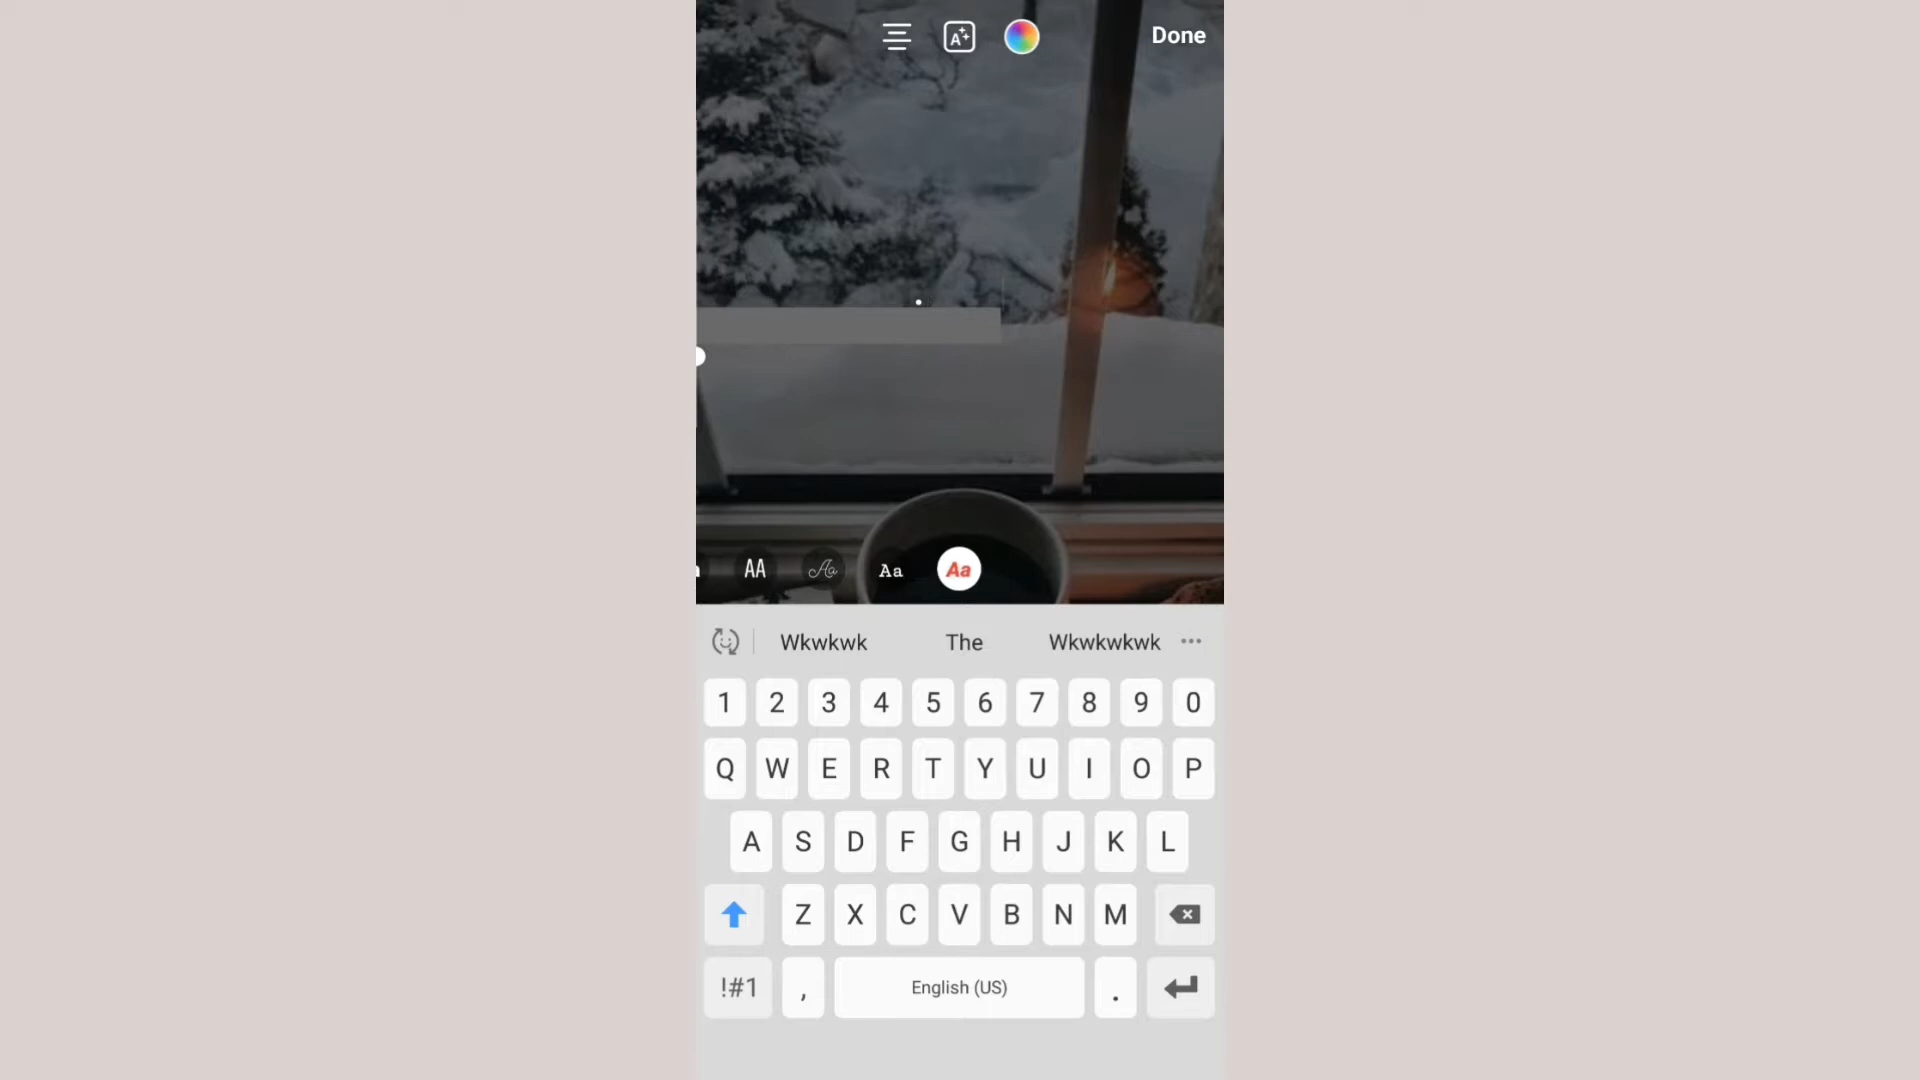 Done
AA Aa Aa Aa
Wkwkwk The Wkwkwkwk
1 2 3 4 5 6 7 8 9 0
Q W E R T Y U I O P
A S D F G H J K L
Z X C V B N M
!#1 , English (US) .